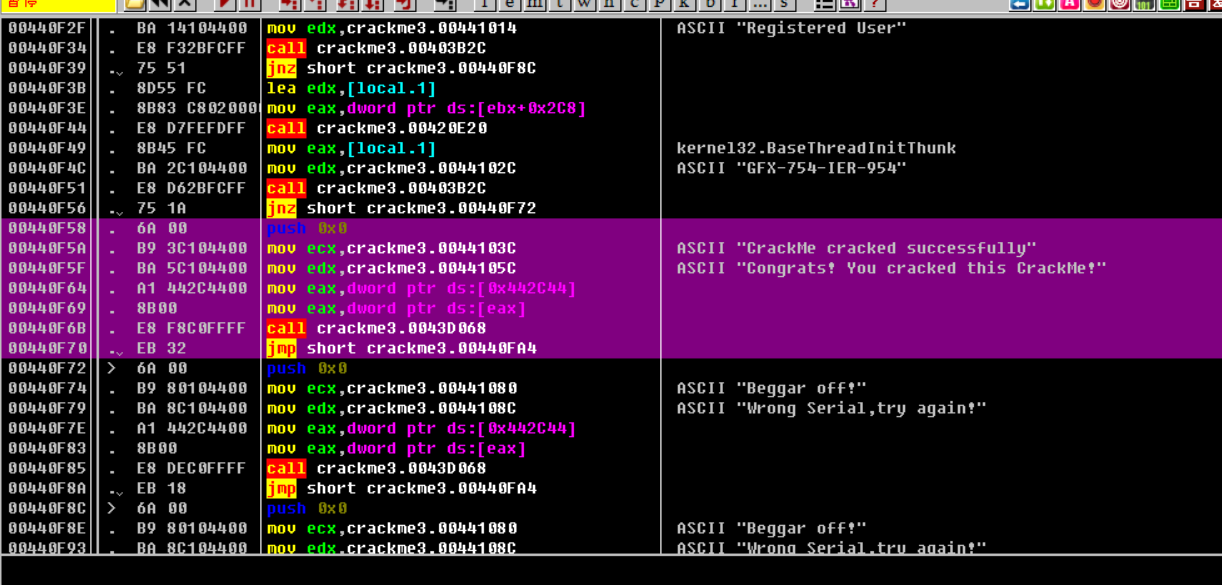 暂停 l e m t w h c P k b r ... s ?
00440F2F . BA 14104400 mov edx,crackme3.00441014 ASCII "Registered User"
00440F34 . E8 F32BFCFF call crackme3.00403B2C
00440F39 .⌄ 75 51 jnz short crackme3.00440F8C
00440F3B . 8D55 FC lea edx,[local.1]
00440F3E . 8B83 C8020000 mov eax,dword ptr ds:[ebx+0x2C8]
00440F44 . E8 D7FEFDFF call crackme3.00420E20
00440F49 . 8B45 FC mov eax,[local.1] kernel32.BaseThreadInitThunk
00440F4C . BA 2C104400 mov edx,crackme3.0044102C ASCII "GFX-754-IER-954"
00440F51 . E8 D62BFCFF call crackme3.00403B2C
00440F56 .⌄ 75 1A jnz short crackme3.00440F72
00440F58 . 6A 00 push 0x0
00440F5A . B9 3C104400 mov ecx,crackme3.0044103C ASCII "CrackMe cracked successfully"
00440F5F . BA 5C104400 mov edx,crackme3.0044105C ASCII "Congrats! You cracked this CrackMe!"
00440F64 . A1 442C4400 mov eax,dword ptr ds:[0x442C44]
00440F69 . 8B00 mov eax,dword ptr ds:[eax]
00440F6B . E8 F8C0FFFF call crackme3.0043D068
00440F70 .⌄ EB 32 jmp short crackme3.00440FA4
00440F72 > 6A 00 push 0x0
00440F74 . B9 80104400 mov ecx,crackme3.00441080 ASCII "Beggar off!"
00440F79 . BA 8C104400 mov edx,crackme3.0044108C ASCII "Wrong Serial,try again!"
00440F7E . A1 442C4400 mov eax,dword ptr ds:[0x442C44]
00440F83 . 8B00 mov eax,dword ptr ds:[eax]
00440F85 . E8 DEC0FFFF call crackme3.0043D068
00440F8A .⌄ EB 18 jmp short crackme3.00440FA4
00440F8C > 6A 00 push 0x0
00440F8E . B9 80104400 mov ecx,crackme3.00441080 ASCII "Beggar off!"
00440F93 . BA 8C104400 mov edx,crackme3.0044108C ASCII "Wrong Serial,try again!"